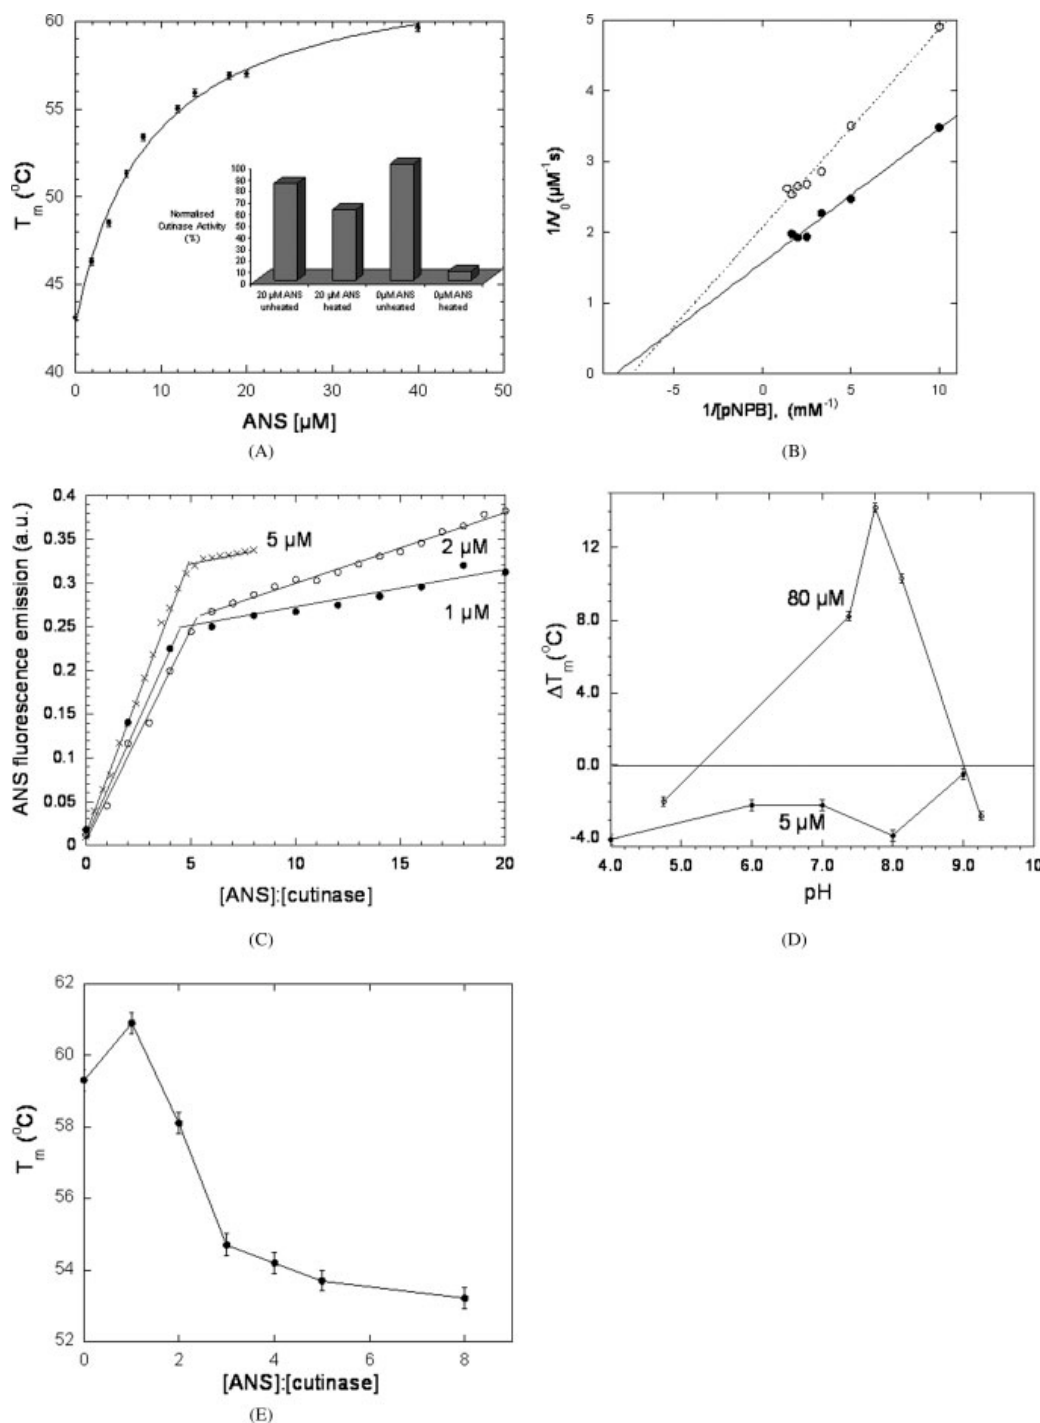 60
55
50
45
40
T_m (°C)
0
10
20
30
40
50
ANS [µM]
100
90
80
70
60
50
40
30
20
10
0
Normalised
Cutinase Activity
(%)
20 µM ANS
unheated
20 µM ANS
heated
0µM ANS
unheated
0µM ANS
heated
(A)
5
4
3
2
1
0
1/V₀ (µM⁻¹s)
-5
0
5
10
1/[pNPB], (mM⁻¹)
(B)
0.4
0.35
0.3
0.25
0.2
0.15
0.1
0.05
0
ANS fluorescence emission (a.u.)
5 µM
2 µM
1 µM
0
5
10
15
20
[ANS]:[cutinase]
(C)
12
8.0
4.0
0.0
-4.0
ΔT_m (°C)
80 µM
5 µM
4.0
5.0
6.0
7.0
8.0
9.0
10
pH
(D)
62
60
58
56
54
52
T_m (°C)
0
2
4
6
8
[ANS]:[cutinase]
(E)